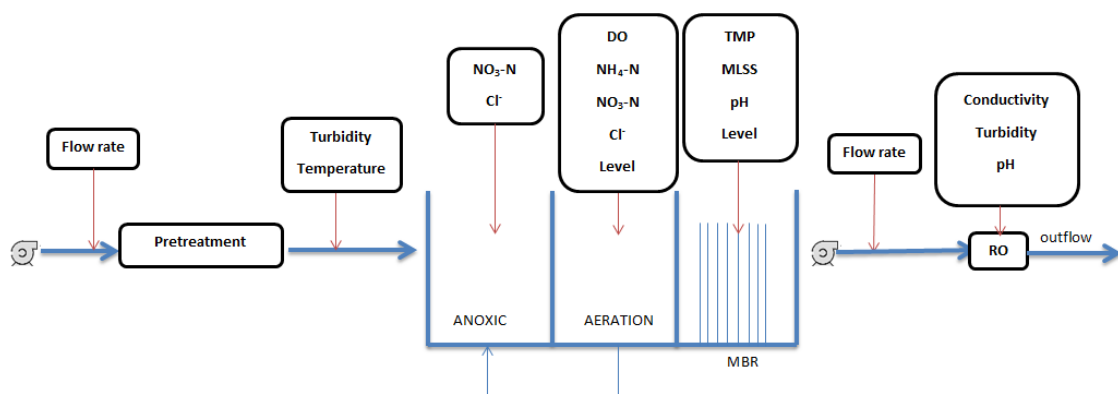 Flow rate
Pretreatment
Turbidity
Temperature
NO₃-N
Cl⁻
DO
NH₄-N
NO₃-N
Cl⁻
Level
TMP
MLSS
pH
Level
ANOXIC
AERATION
MBR
Flow rate
Conductivity
Turbidity
pH
RO
outflow